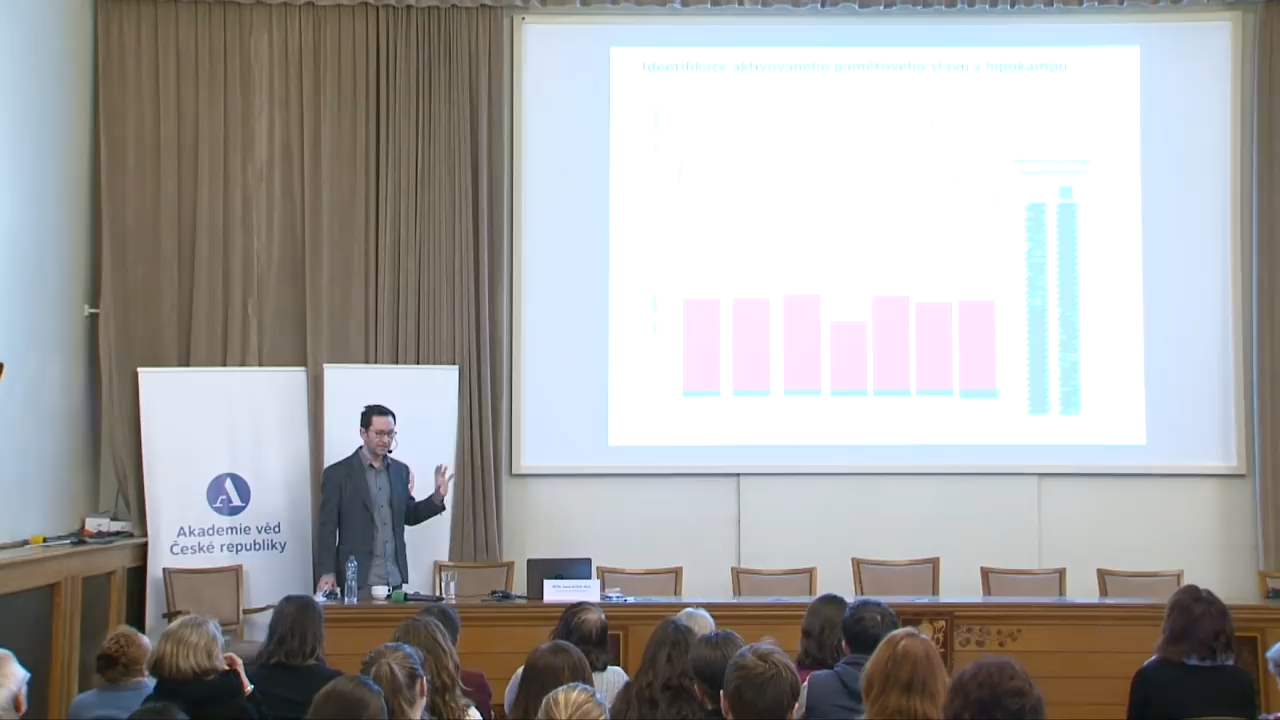 Identifikace aktivovaného paměťového stavu v hipokampu
Akademie věd
České republiky